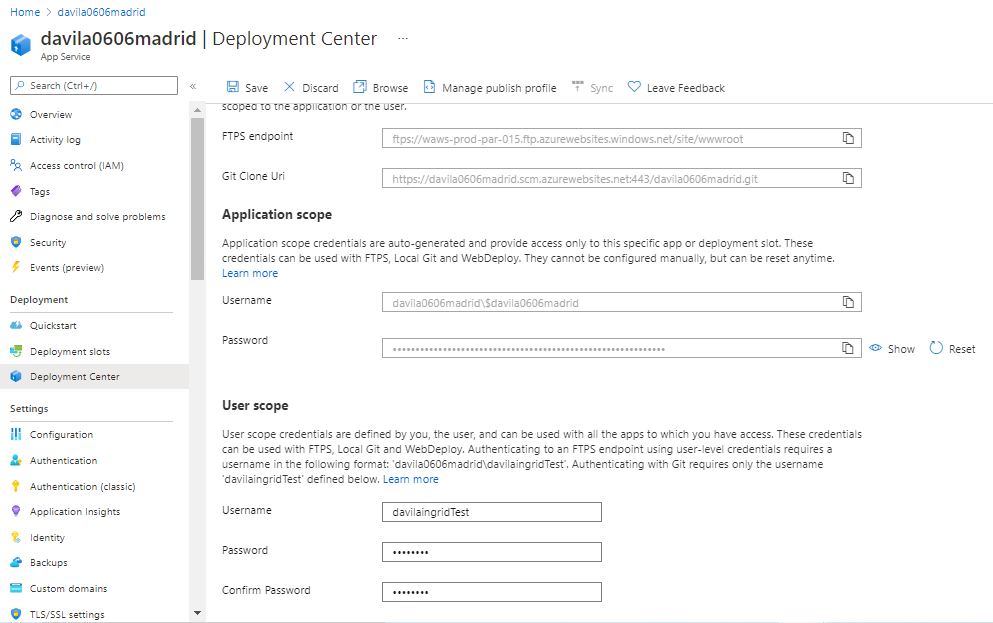 Home > davila0606madrid
davila0606madrid | Deployment Center ...
App Service
Search (Ctrl+/)
«
Save
Discard
Browse
Manage publish profile
Sync
Leave Feedback
Overview
Activity log
Access control (IAM)
Tags
Diagnose and solve problems
Security
Events (preview)
Deployment
Quickstart
Deployment slots
Deployment Center
Settings
Configuration
Authentication
Authentication (classic)
Application Insights
Identity
Backups
Custom domains
TLS/SSL settings
scoped to the application or the user.
FTPS endpoint
ftps://waws-prod-par-015.ftp.azurewebsites.windows.net/site/wwwroot
Git Clone Uri
https://davila0606madrid.scm.azurewebsites.net:443/davila0606madrid.git
Application scope
Application scope credentials are auto-generated and provide access only to this specific app or deployment slot. These
credentials can be used with FTPS, Local Git and WebDeploy. They cannot be configured manually, but can be reset anytime.
Learn more
Username
davila0606madrid\$davila0606madrid
Password
Show
Reset
User scope
User scope credentials are defined by you, the user, and can be used with all the apps to which you have access. These credentials
can be used with FTPS, Local Git and WebDeploy. Authenticating to an FTPS endpoint using user-level credentials requires a
username in the following format: 'davila0606madrid\davilaingridTest'. Authenticating with Git requires only the username
'davilaingridTest' defined below. Learn more
Username
davilaingridTest
Password
••••••••
Confirm Password
••••••••